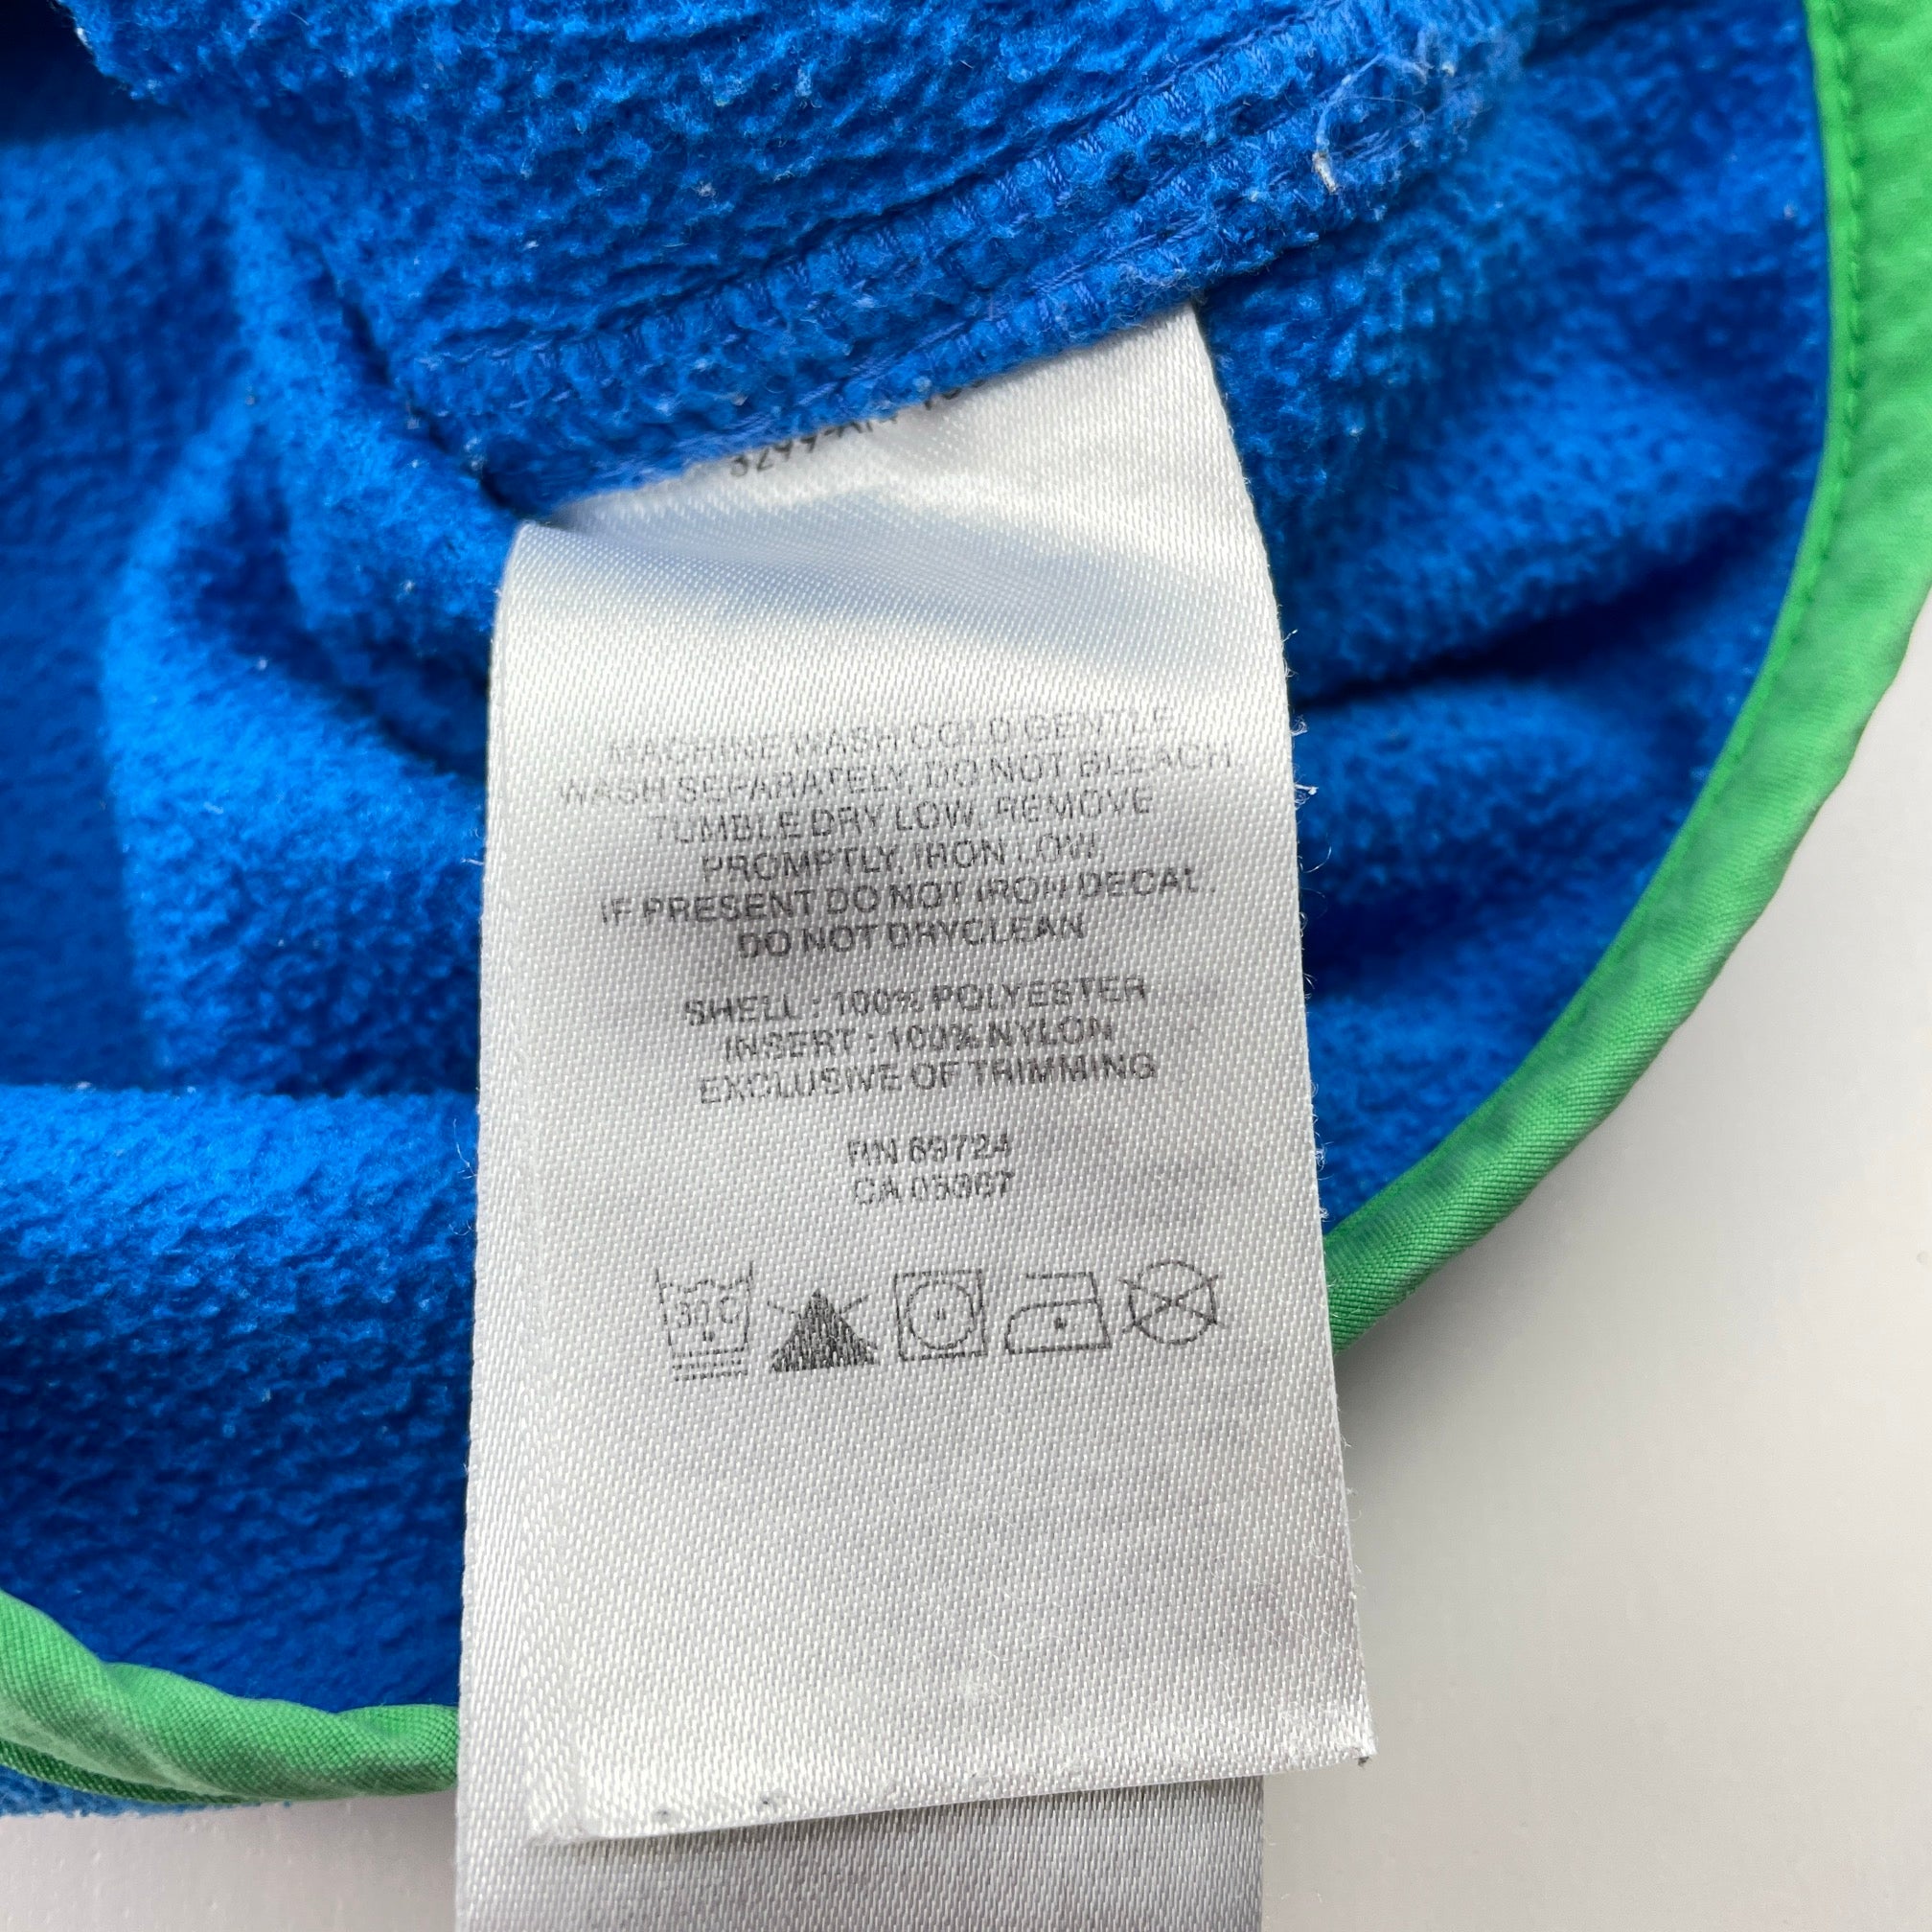 MACHINE WASH COLD, GENTLE
WASH SEPARATELY, DO NOT BLEACH
TUMBLE DRY LOW, REMOVE
PROMPTLY, IRON LOW,
IF PRESENT DO NOT IRON DECAL.
DO NOT DRYCLEAN
SHELL : 100% POLYESTER
INSERT : 100% NYLON
EXCLUSIVE OF TRIMMING
RN 69724
CA